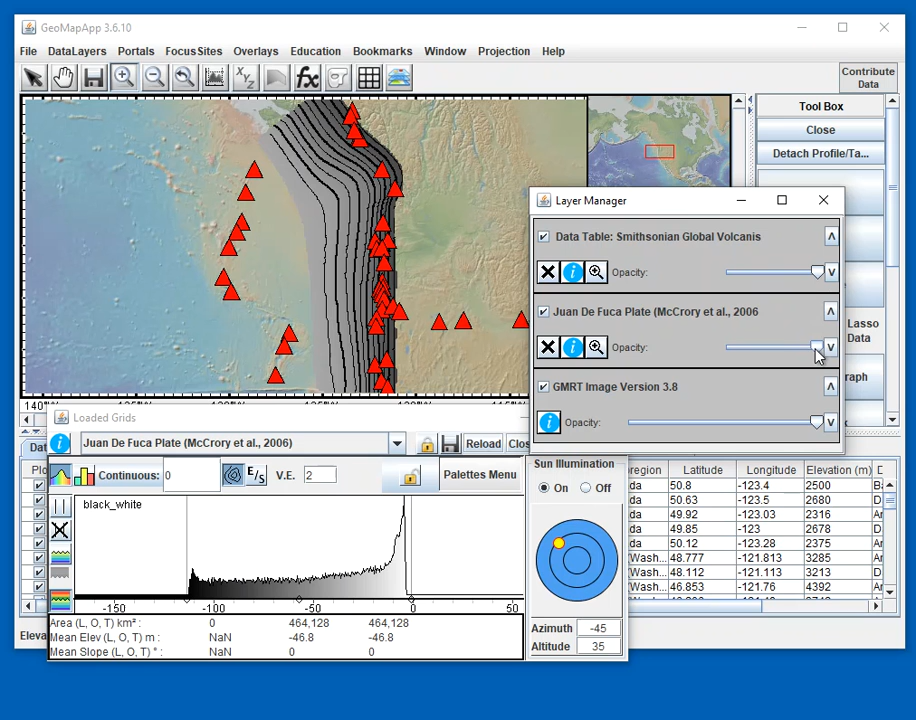 GeoMapApp 3.6.10
File DataLayers Portals FocusSites Overlays Education Bookmarks Window Projection Help
XYZ
fx
Contribute
Data
Tool Box
Close
Detach Profile/Ta...
Lasso
Data
raph
Layer Manager
Data Table: Smithsonian Global Volcanis
Opacity:
Juan De Fuca Plate (McCrory et al., 2006
Opacity:
GMRT Image Version 3.8
Opacity:
140°
Loaded Grids
Juan De Fuca Plate (McCrory et al., 2006)
Reload Clos
Continuous: 0
E/S
V.E. 2
Palettes Menu
black_white
-150 -100 -50 0 50
Area (L, O, T) km² : 0 464,128 464,128
Mean Elev (L, O, T) m : NaN -46.8 -46.8
Mean Slope (L, O, T) ° : NaN 0 0
Sun Illumination
On Off
Azimuth -45
Altitude 35
Dat
Plo
region Latitude Longitude Elevation (m) D
da 50.8 -123.4 2500
da 50.63 -123.5 2680 D
da 49.92 -123.03 2316
da 49.85 -123 2678 D
da 50.12 -123.28 2375
/Wash... 48.777 -121.813 3285
/Wash... 48.112 -121.113 3213 D
/Wash... 46.853 -121.76 4392
Eleva